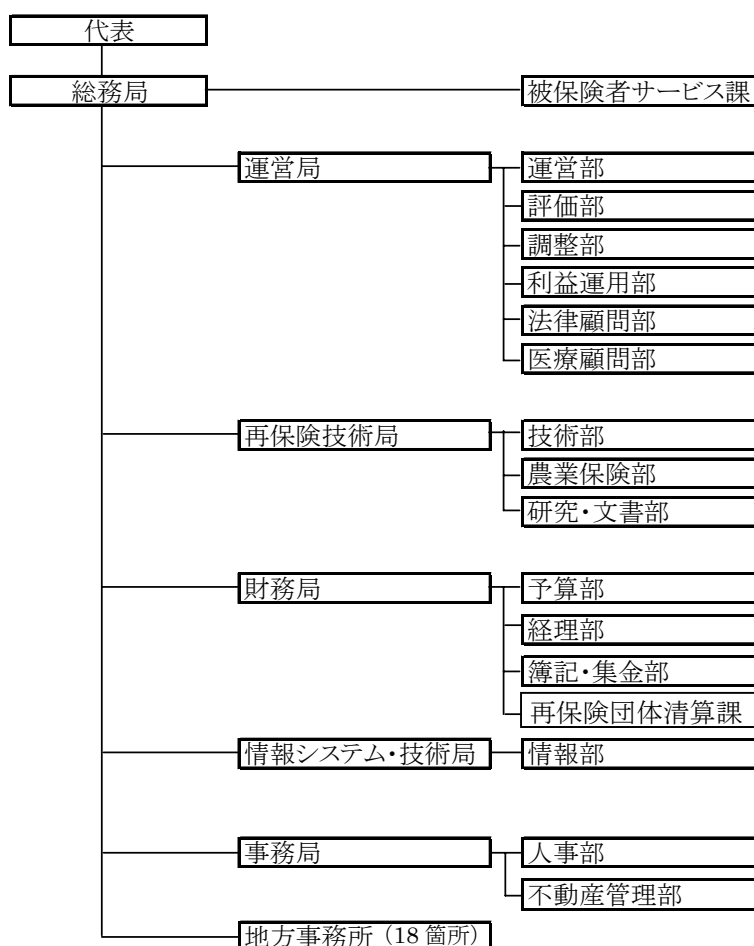 代表
総務局
被保険者サービス課
運営局
運営部
評価部
調整部
利益運用部
法律顧問部
医療顧問部
再保険技術局
技術部
農業保険部
研究・文書部
財務局
予算部
経理部
簿記・集金部
再保険団体清算課
情報システム・技術局
情報部
事務局
人事部
不動産管理部
地方事務所（18 箇所）